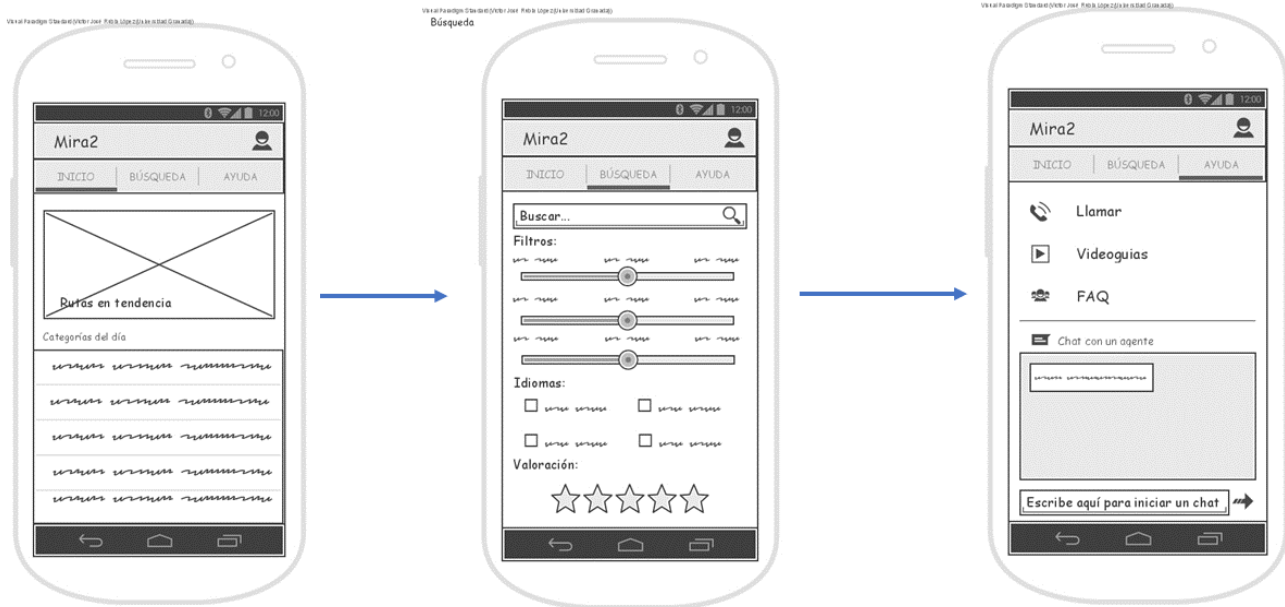 Búsqueda
12:00
Mira2
INICIO BÚSQUEDA AYUDA
Rutas en tendencia
Categorías del día
12:00
Mira2
INICIO BÚSQUEDA AYUDA
Buscar...
Filtros:
Idiomas:
Valoración:
12:00
Mira2
INICIO BÚSQUEDA AYUDA
Llamar
Videoguias
FAQ
Chat con un agente
Escribe aquí para iniciar un chat